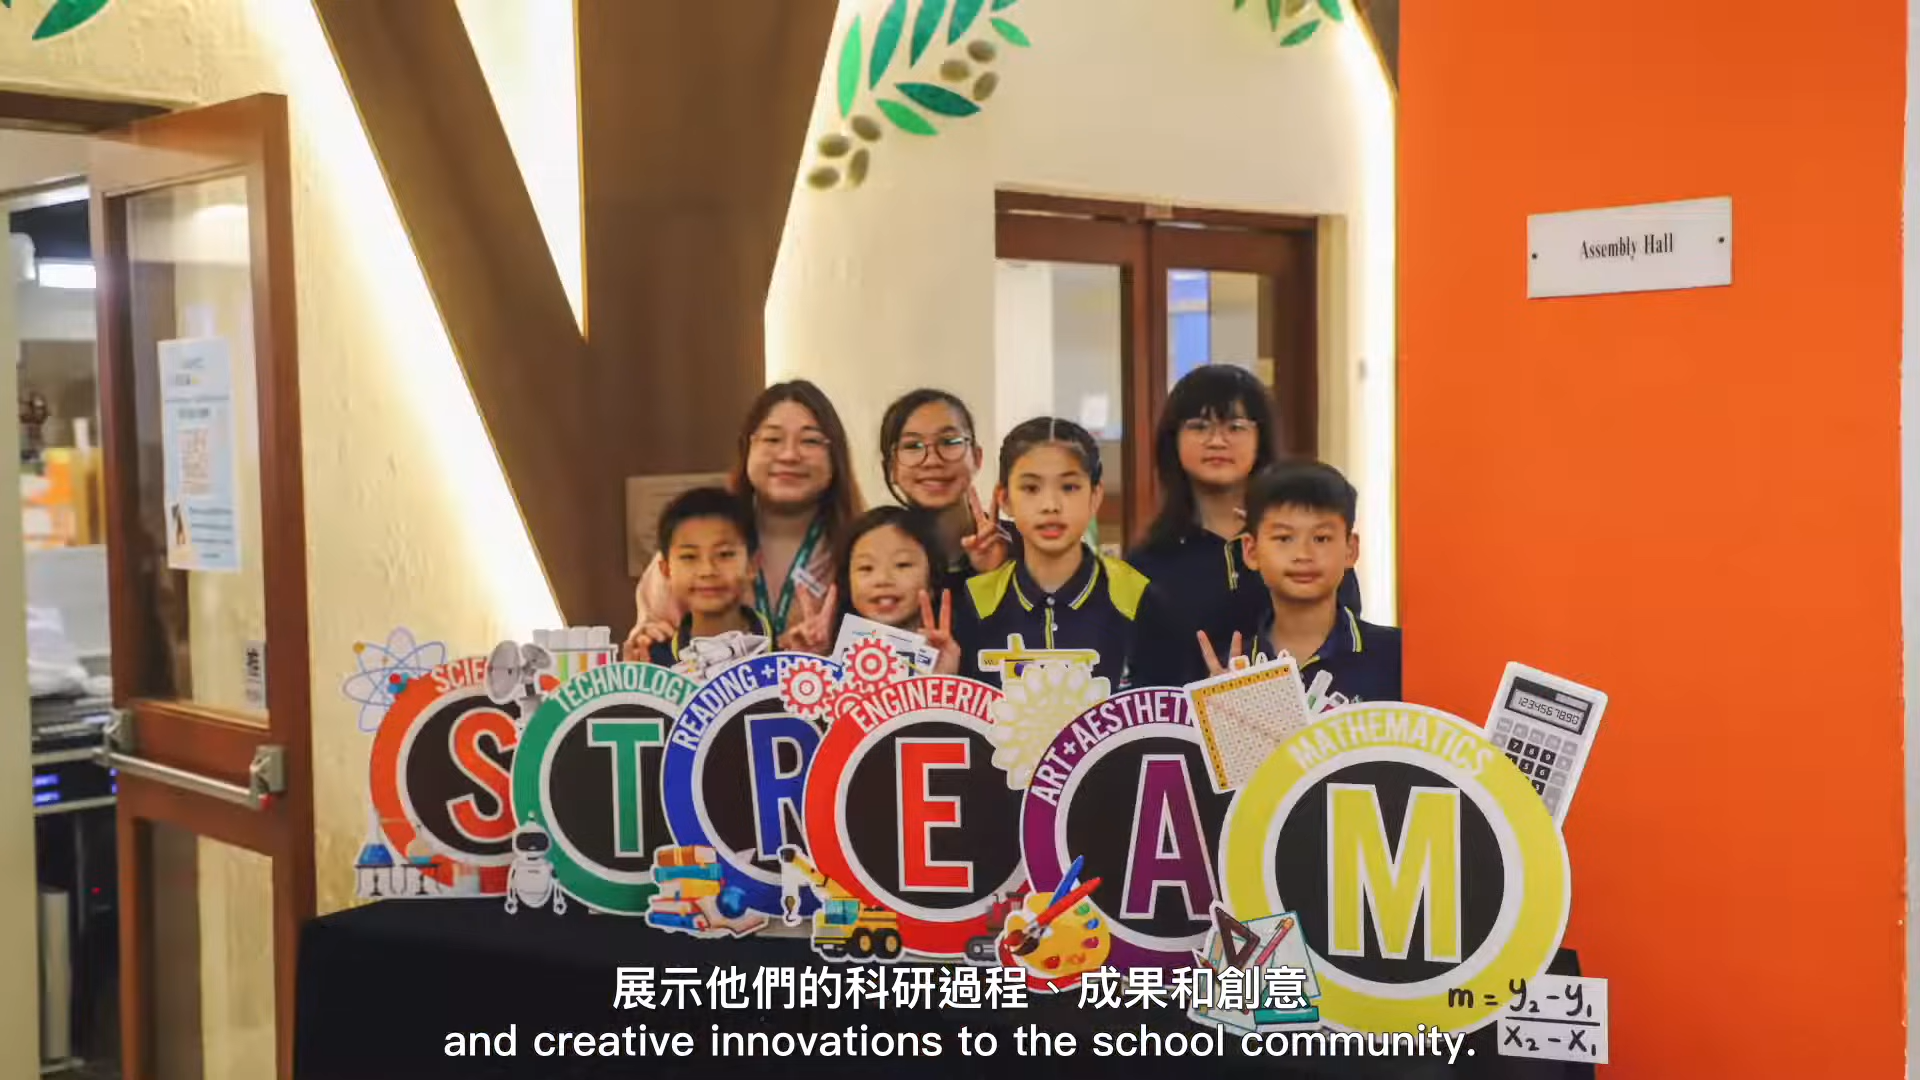 Assembly Hall
SCIE
TECHNOLOGY
READING +
ENGINEERIN
ART+AESTHET
MATHEMATICS
S
T
R
E
A
M
1234567890
m = y₂-y₁
x₂-x₁
展示他們的科研過程、成果和創意
and creative innovations to the school community.